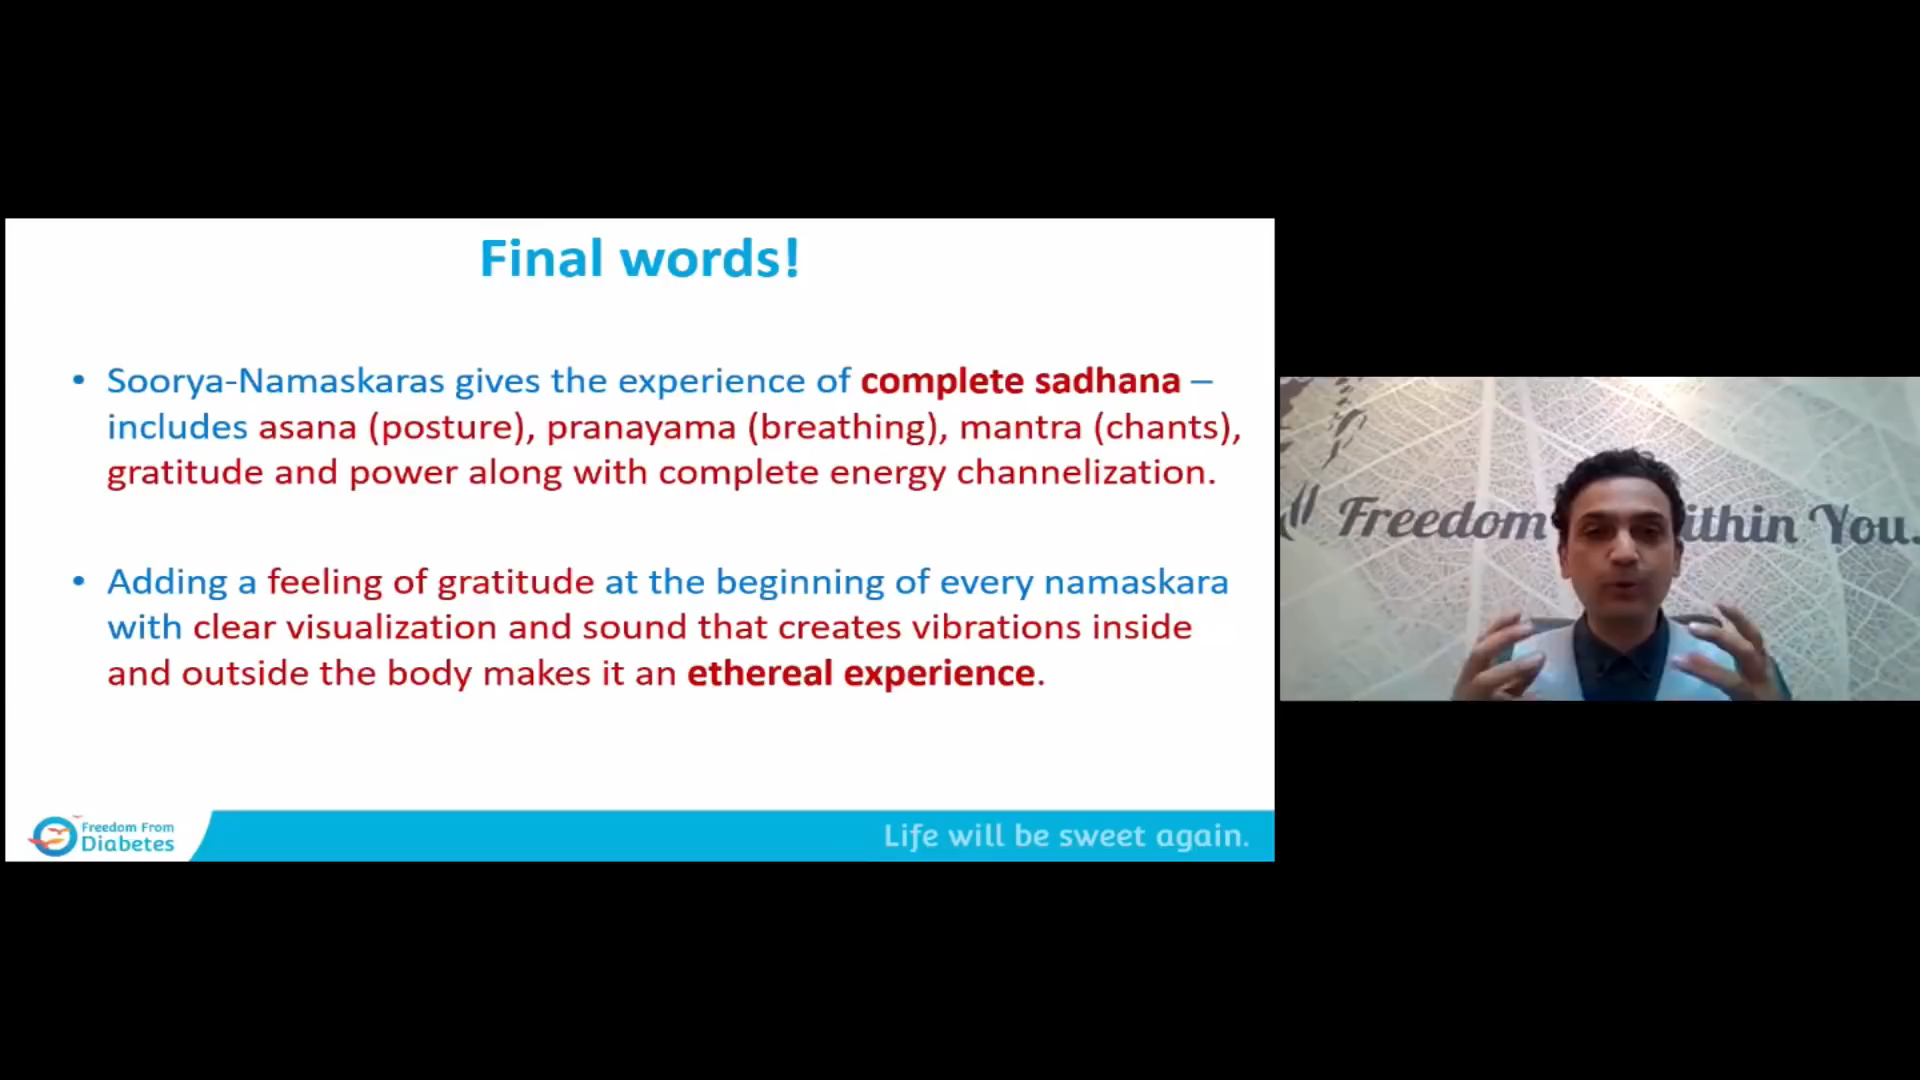 Final words!
• Soorya-Namaskaras gives the experience of complete sadhana –
includes asana (posture), pranayama (breathing), mantra (chants),
gratitude and power along with complete energy channelization.
• Adding a feeling of gratitude at the beginning of every namaskara
with clear visualization and sound that creates vibrations inside
and outside the body makes it an ethereal experience.
Freedom From
Diabetes
Life will be sweet again.
Freedom ithin You.